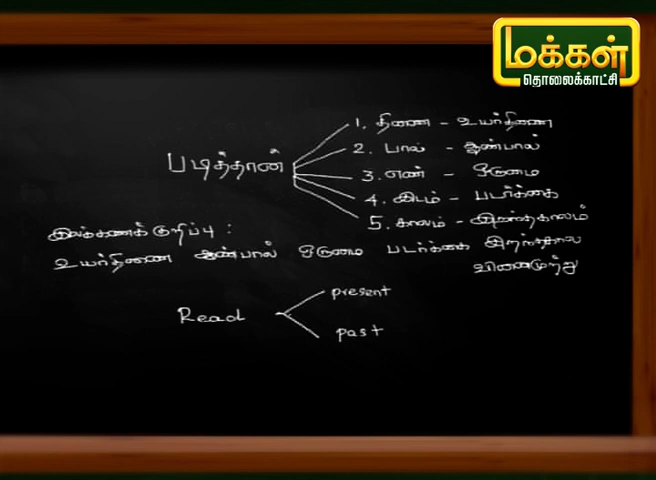 மக்கள்
தொலைக்காட்சி
1. திணை - உயர்திணை
2. பால் - ஆண்பால்
படித்தான்
3. எண் - ஒருமை
4. இடம் - படர்க்கை
5. காலம் - இறந்தகாலம்
இலக்கணக் குறிப்பு :
உயர்திணை ஆண்பால் ஒருமை படர்க்கை இறந்தகால
வினைமுற்று
present
Read
past